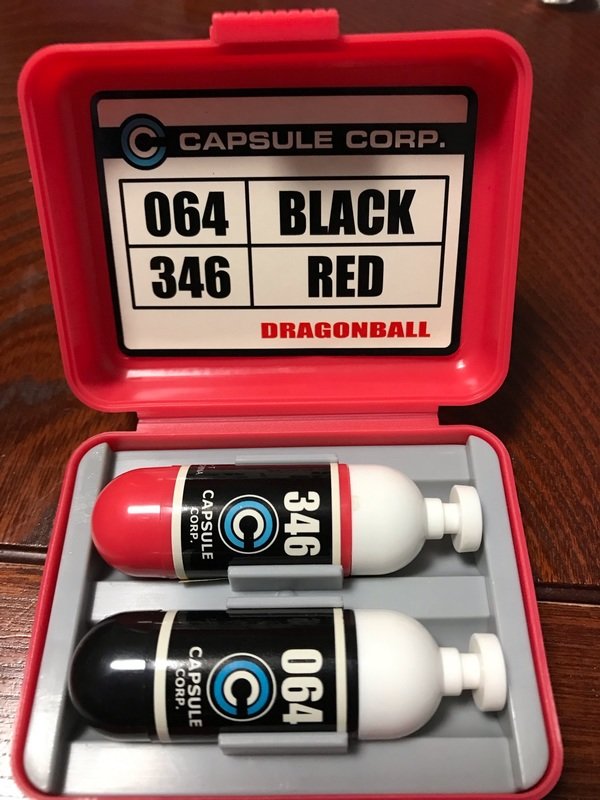 C CAPSULE CORP.
064 BLACK
346 RED
DRAGONBALL
346
C
CAPSULE
CORP.
064
C
CAPSULE
CORP.